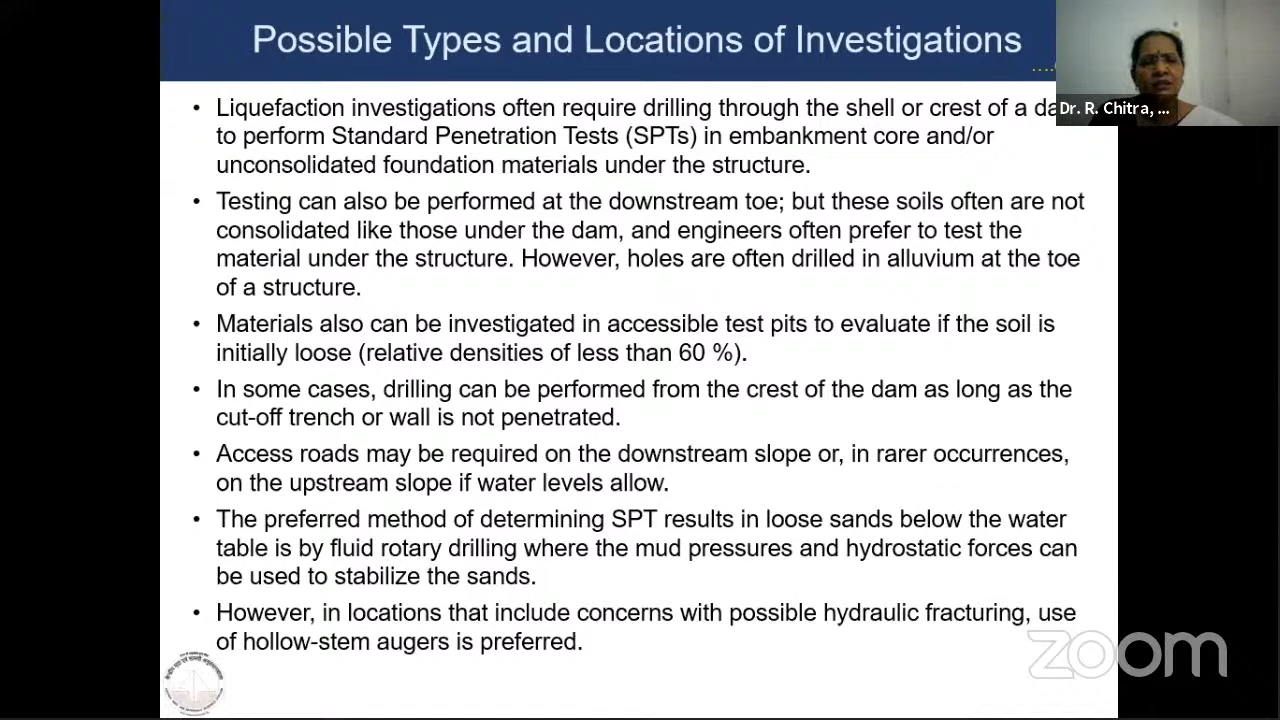 Possible Types and Locations of Investigations
Dr. R. Chitra, ...
• Liquefaction investigations often require drilling through the shell or crest of a da
to perform Standard Penetration Tests (SPTs) in embankment core and/or
unconsolidated foundation materials under the structure.
• Testing can also be performed at the downstream toe; but these soils often are not
consolidated like those under the dam, and engineers often prefer to test the
material under the structure. However, holes are often drilled in alluvium at the toe
of a structure.
• Materials also can be investigated in accessible test pits to evaluate if the soil is
initially loose (relative densities of less than 60 %).
• In some cases, drilling can be performed from the crest of the dam as long as the
cut-off trench or wall is not penetrated.
• Access roads may be required on the downstream slope or, in rarer occurrences,
on the upstream slope if water levels allow.
• The preferred method of determining SPT results in loose sands below the water
table is by fluid rotary drilling where the mud pressures and hydrostatic forces can
be used to stabilize the sands.
• However, in locations that include concerns with possible hydraulic fracturing, use
of hollow-stem augers is preferred.
zoom